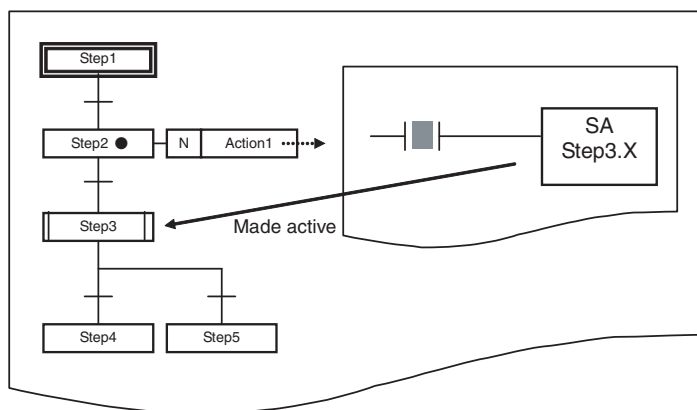 Step1
Step2
N
Action1
SA
Step3.X
Made active
Step3
Step4
Step5